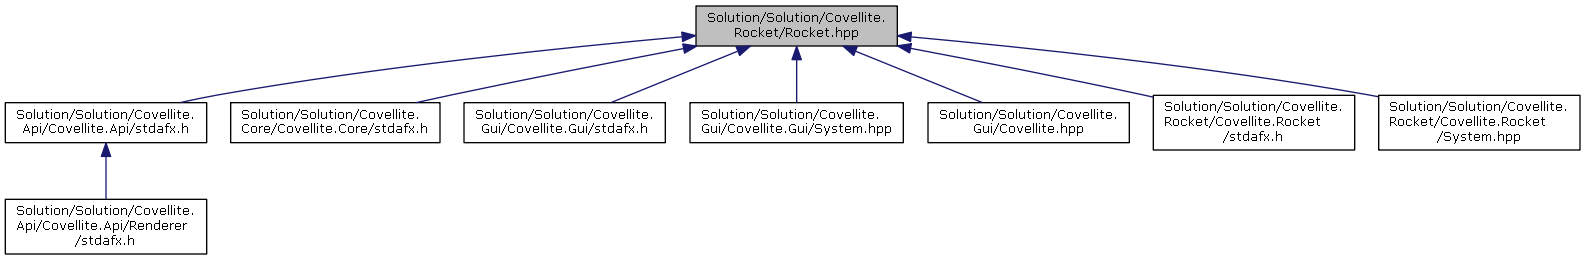 Solution/Solution/Covellite.
Rocket/Rocket.hpp
Solution/Solution/Covellite.
Api/Covellite.Api/stdafx.h
Solution/Solution/Covellite.
Core/Covellite.Core/stdafx.h
Solution/Solution/Covellite.
Gui/Covellite.Gui/stdafx.h
Solution/Solution/Covellite.
Gui/Covellite.Gui/System.hpp
Solution/Solution/Covellite.
Gui/Covellite.hpp
Solution/Solution/Covellite.
Rocket/Covellite.Rocket
/stdafx.h
Solution/Solution/Covellite.
Rocket/Covellite.Rocket
/System.hpp
Solution/Solution/Covellite.
Api/Covellite.Api/Renderer
/stdafx.h